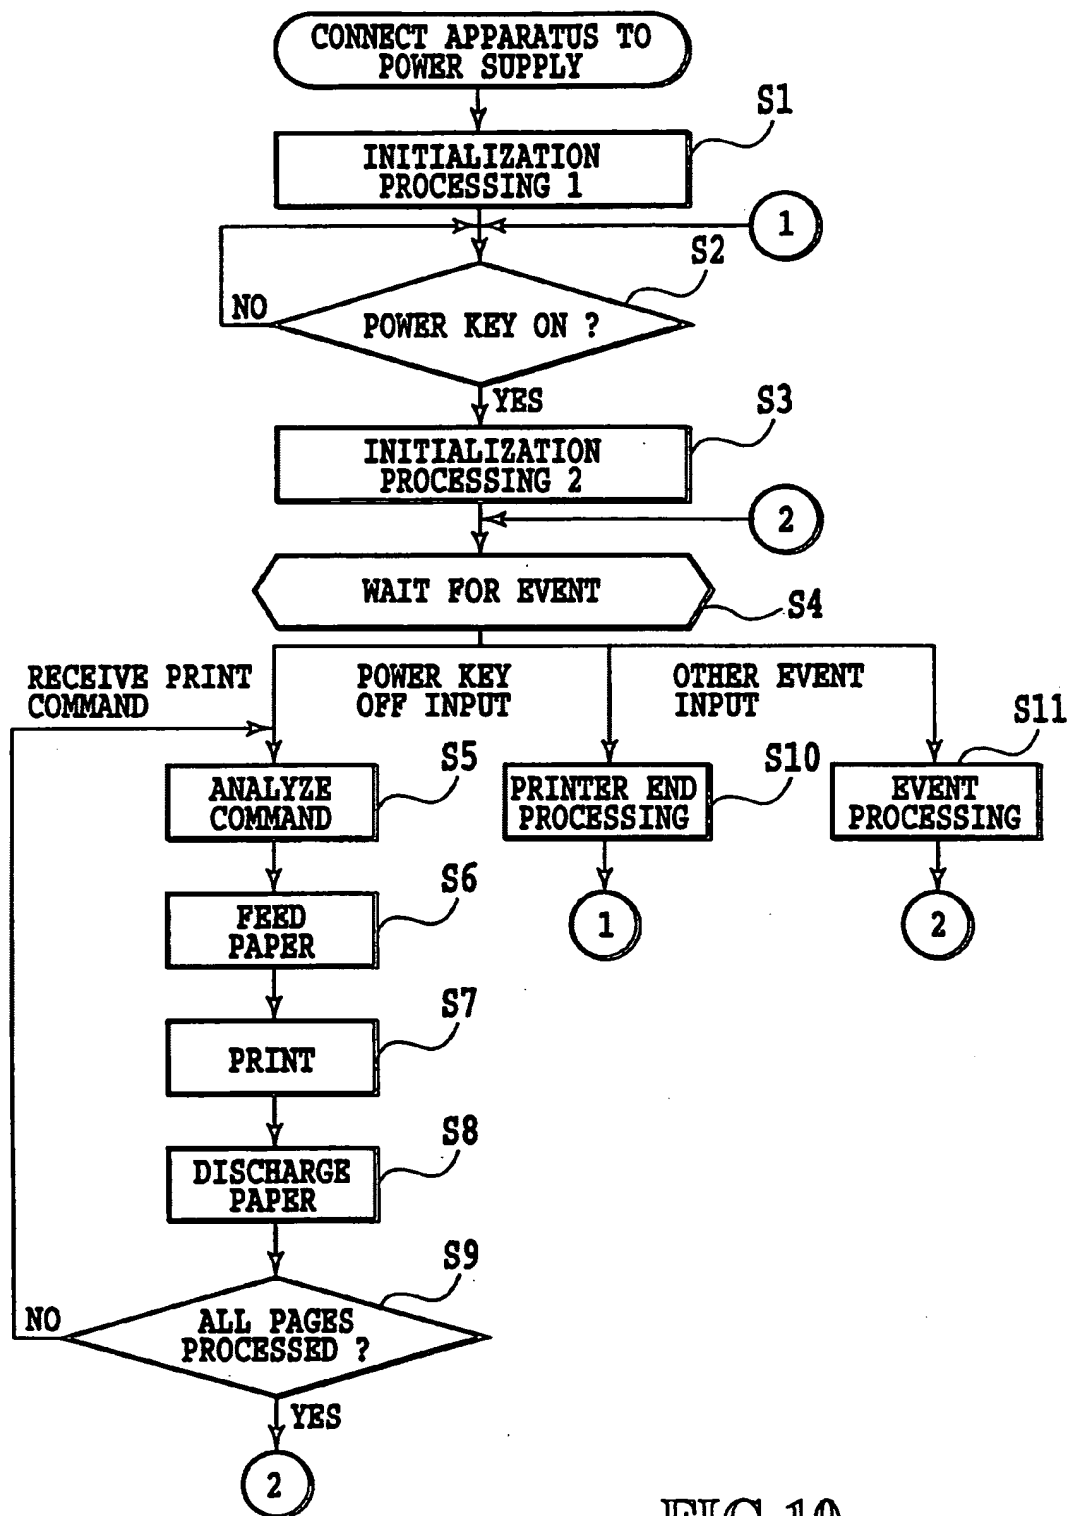 CONNECT APPARATUS TO
POWER SUPPLY
S1
INITIALIZATION
PROCESSING 1
1
S2
NO
POWER KEY ON ?
YES
S3
INITIALIZATION
PROCESSING 2
2
WAIT FOR EVENT
S4
RECEIVE PRINT
COMMAND
POWER KEY
OFF INPUT
OTHER EVENT
INPUT
S11
S5
S10
ANALYZE
COMMAND
PRINTER END
PROCESSING
EVENT
PROCESSING
S6
FEED
PAPER
1
2
S7
PRINT
S8
DISCHARGE
PAPER
S9
NO
ALL PAGES
PROCESSED ?
YES
2
FIG.10